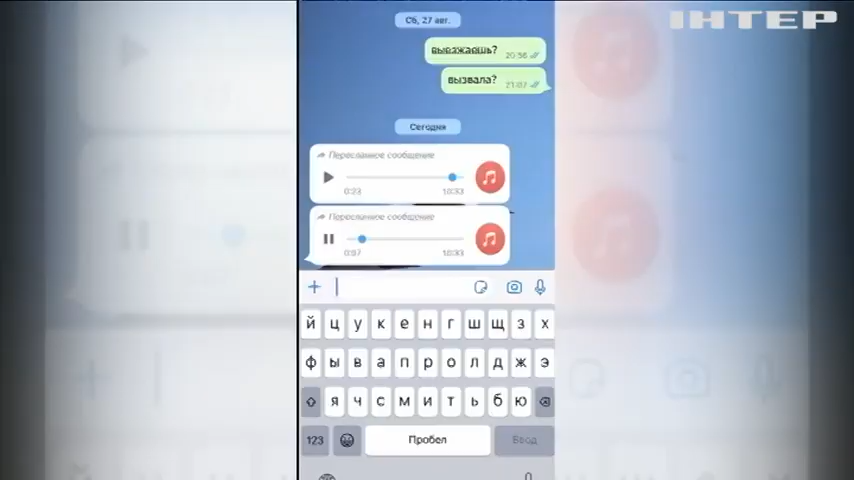 ІНТЕР
Сб, 27 авг.
выезжаешь?
20:56
вызвала?
21:07
Сегодня
Пересланное сообщение
0:23 10:33
Пересланное сообщение
0:07 10:33
й ц у к е н г ш щ з х
ф ы в а п р о л д ж э
я ч с м и т ь б ю
123 Пробел Ввод